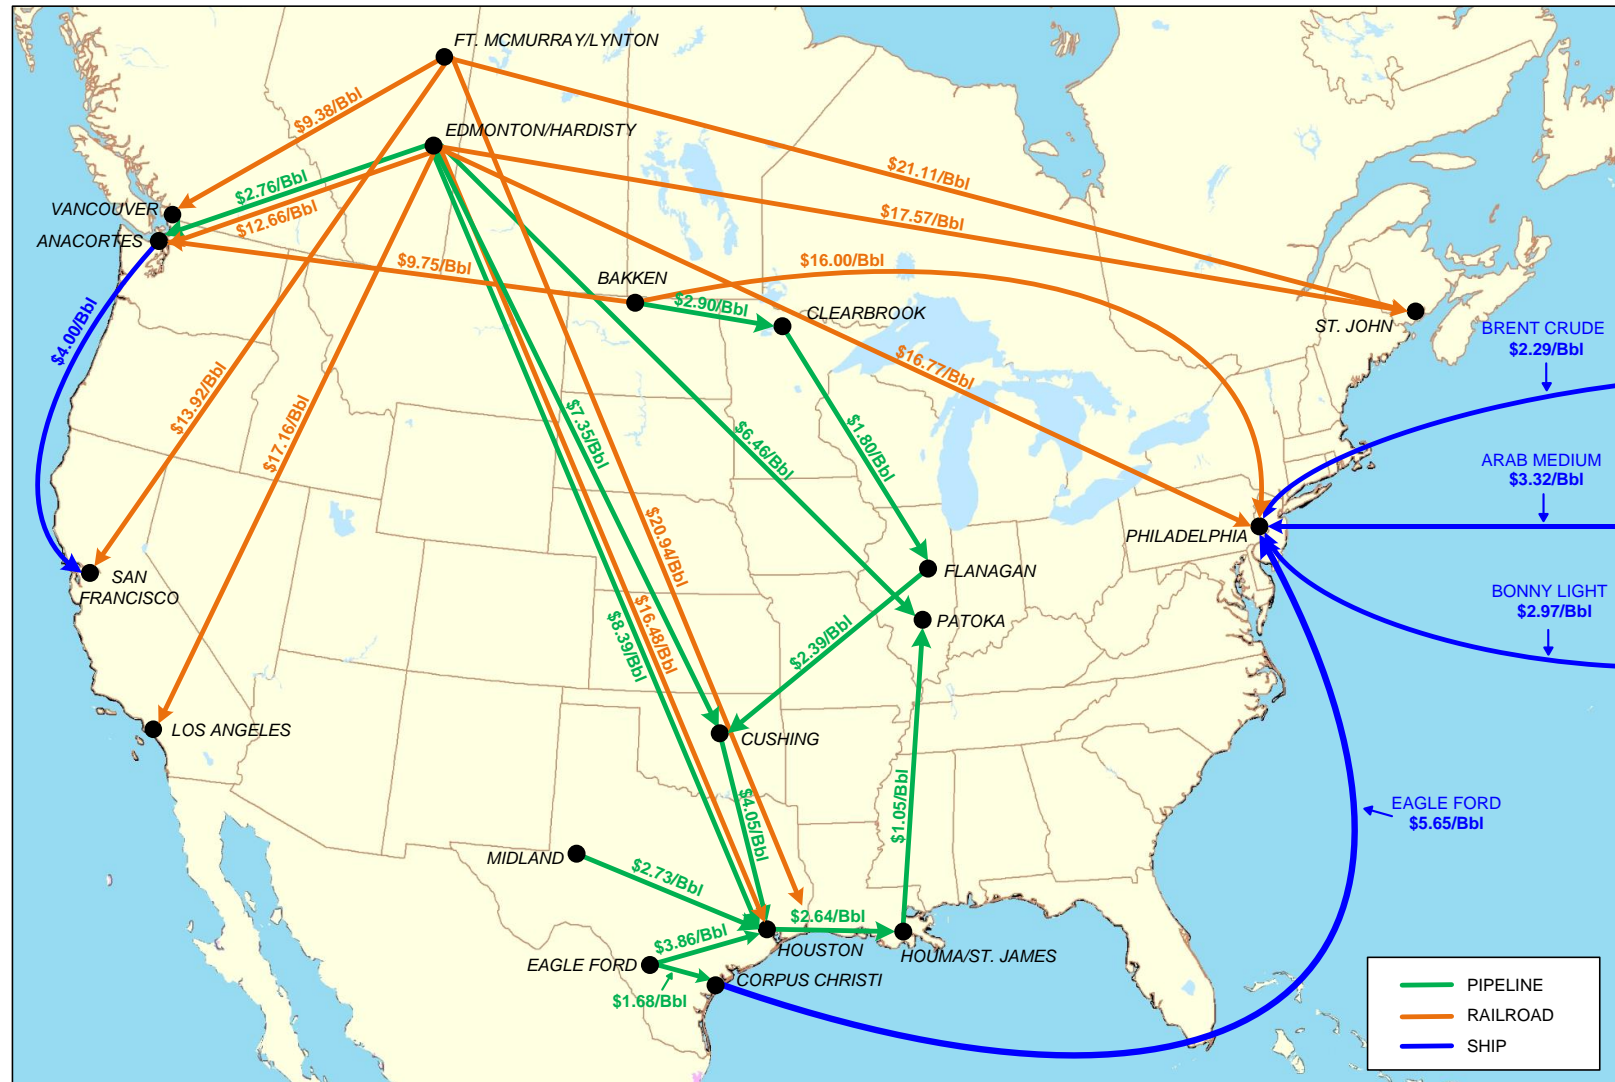 FT. MCMURRAY/LYNTON
$9.38/Bbl
EDMONTON/HARDISTY
$21.11/Bbl
$2.76/Bbl
VANCOUVER
$12.66/Bbl
$17.57/Bbl
ANACORTES
$9.75/Bbl
$16.00/Bbl
BAKKEN
$2.90/Bbl
CLEARBROOK
ST. JOHN
BRENT CRUDE
$2.29/Bbl
$4.00/Bbl
$16.77/Bbl
$13.92/Bbl
$17.16/Bbl
$7.35/Bbl
$6.46/Bbl
$1.80/Bbl
ARAB MEDIUM
$3.32/Bbl
$20.94/Bbl
PHILADELPHIA
SAN
FRANCISCO
FLANAGAN
BONNY LIGHT
$2.97/Bbl
PATOKA
$16.48/Bbl
$8.39/Bbl
$2.39/Bbl
LOS ANGELES
CUSHING
$4.05/Bbl
$1.05/Bbl
EAGLE FORD
$5.65/Bbl
MIDLAND
$2.73/Bbl
$2.64/Bbl
$3.86/Bbl
HOUSTON
HOUMA/ST. JAMES
EAGLE FORD
CORPUS CHRISTI
$1.68/Bbl
PIPELINE
RAILROAD
SHIP